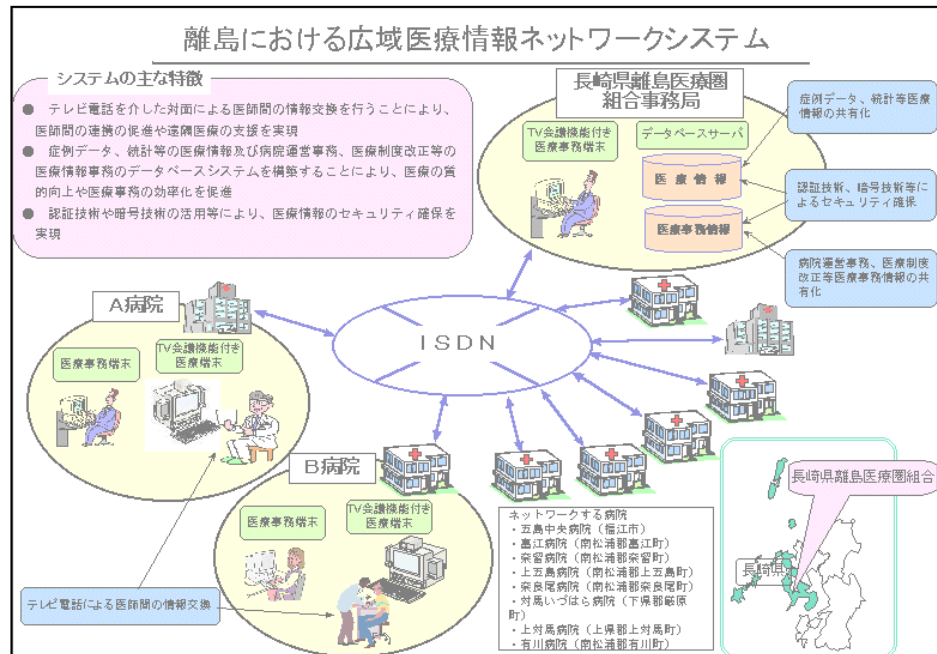 離島における広域医療情報ネットワークシステム
システムの主な特徴
● テレビ電話を介した対面による医師間の情報交換を行うことにより、
医師間の連携の促進や遠隔医療の支援を実現
● 症例データ、統計等の医療情報及び病院運営事務、医療制度改正等の
医療情報事務のデータベースシステムを構築することにより、医療の質
的向上や医療事務の効率化を促進
● 認証技術や暗号技術の活用等により、医療情報のセキュリティ確保を
実現
長崎県離島医療圏
組合事務局
TV会議機能付き
医療事務端末
データベースサーバ
医 療 情 報
医療事務情報
症例データ、統計等医療
情報の共有化
認証技術、暗号技術等に
よるセキュリティ確保
病院運営事務、医療制度
改正等医療事務情報の共
有化
A病院
医療事務端末
TV会議機能付き
医療端末
ISDN
B病院
医療事務端末
TV会議機能付き
医療端末
テレビ電話による医師間の情報交換
ネットワークする病院
・五島中央病院（福江市）
・富江病院（南松浦郡富江町）
・奈留病院（南松浦郡奈留町）
・上五島病院（南松浦郡上五島町）
・奈良尾病院（南松浦郡奈良尾町）
・対馬いづはら病院（下県郡厳原
町）
・上対馬病院（上県郡上対馬町）
・有川病院（南松浦郡有川町）
長崎県離島医療圏組合
長崎県